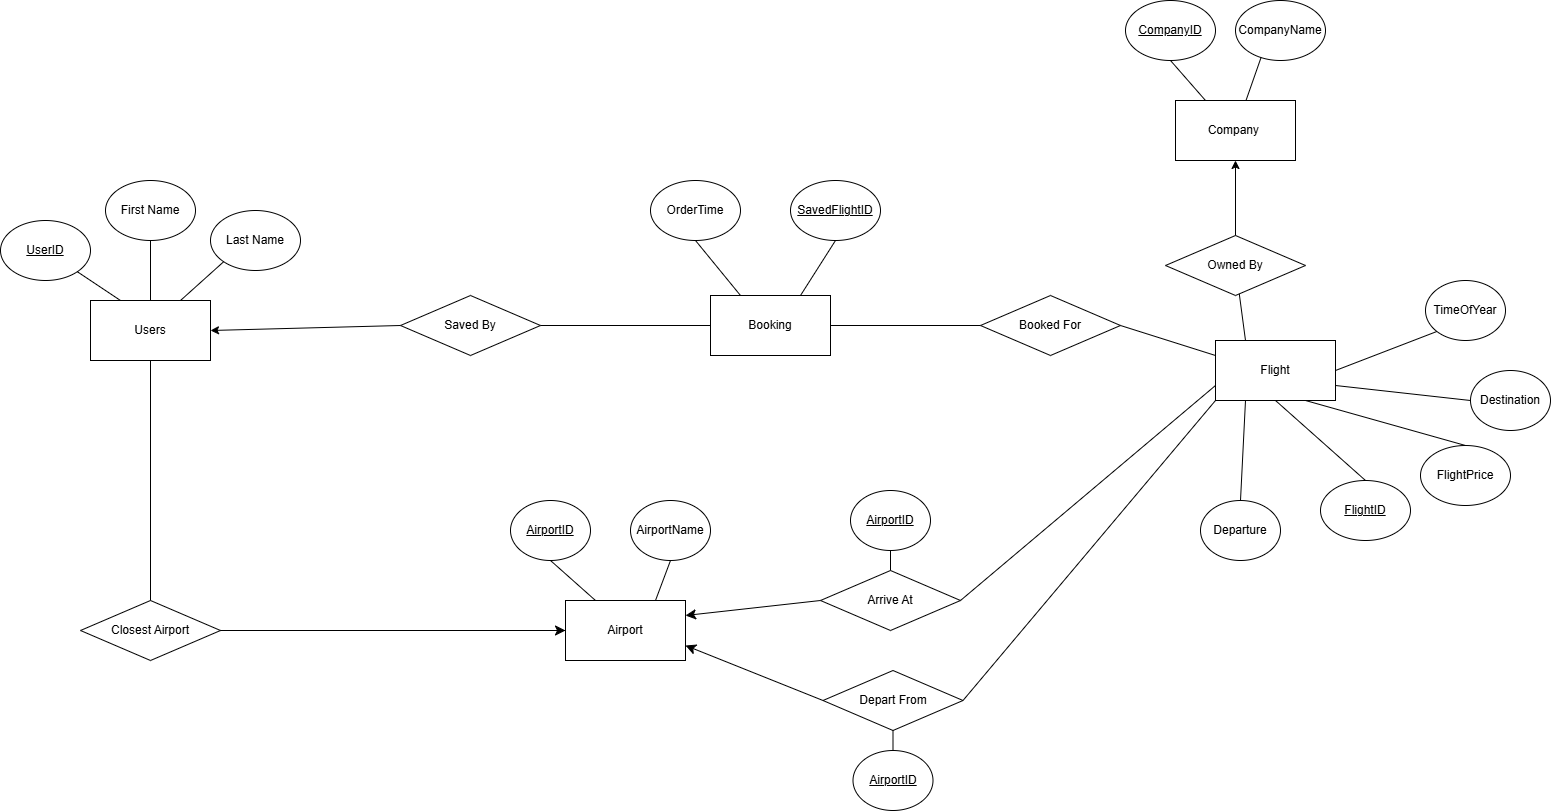 CompanyID
CompanyName
Company
First Name
OrderTime
SavedFlightID
UserID
Last Name
Owned By
TimeOfYear
Users
Saved By
Booking
Booked For
Flight
Destination
FlightPrice
AirportID
AirportName
AirportID
Departure
FlightID
Closest Airport
Airport
Arrive At
Depart From
AirportID